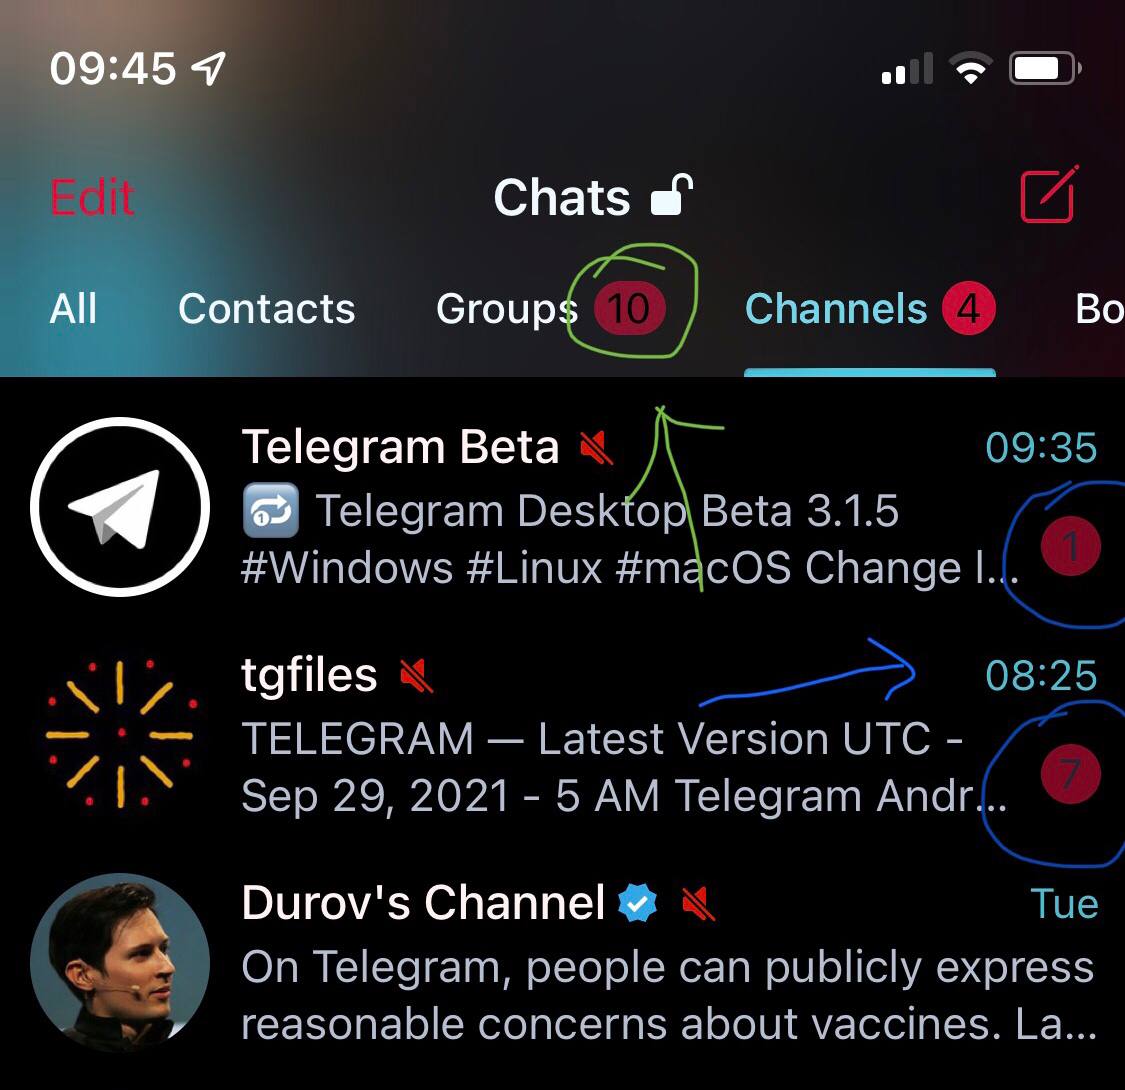 09:45
Edit
Chats
All Contacts Groups 10 Channels 4 Bo
Telegram Beta 09:35
Telegram Desktop Beta 3.1.5
#Windows #Linux #macOS Change l... 1
tgfiles 08:25
TELEGRAM — Latest Version UTC -
Sep 29, 2021 - 5 AM Telegram Andr... 7
Durov's Channel Tue
On Telegram, people can publicly express
reasonable concerns about vaccines. La...